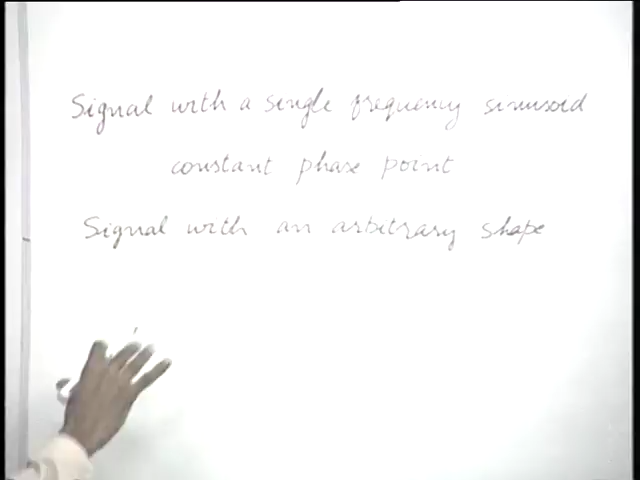 Signal with a single frequency sinusoid
constant phase point
Signal with an arbitrary shape